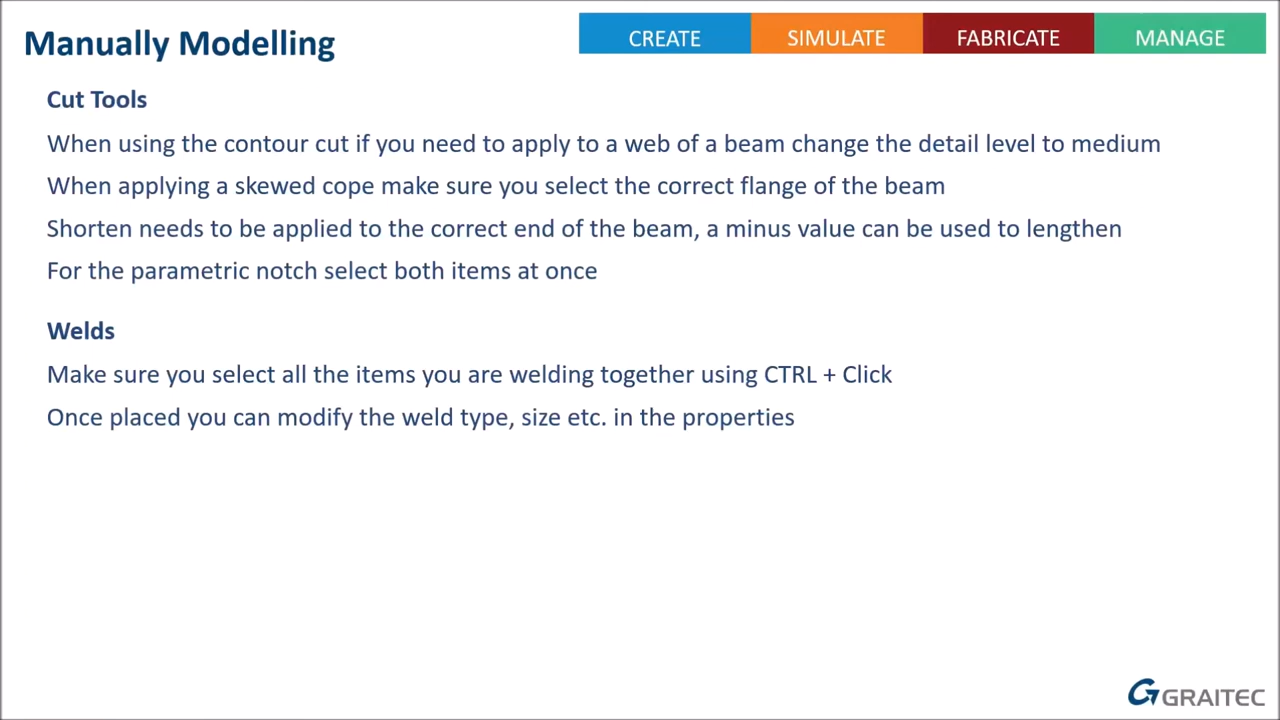 Manually Modelling
CREATE
SIMULATE
FABRICATE
MANAGE
Cut Tools
When using the contour cut if you need to apply to a web of a beam change the detail level to medium
When applying a skewed cope make sure you select the correct flange of the beam
Shorten needs to be applied to the correct end of the beam, a minus value can be used to lengthen
For the parametric notch select both items at once
Welds
Make sure you select all the items you are welding together using CTRL + Click
Once placed you can modify the weld type, size etc. in the properties
GRAITEC